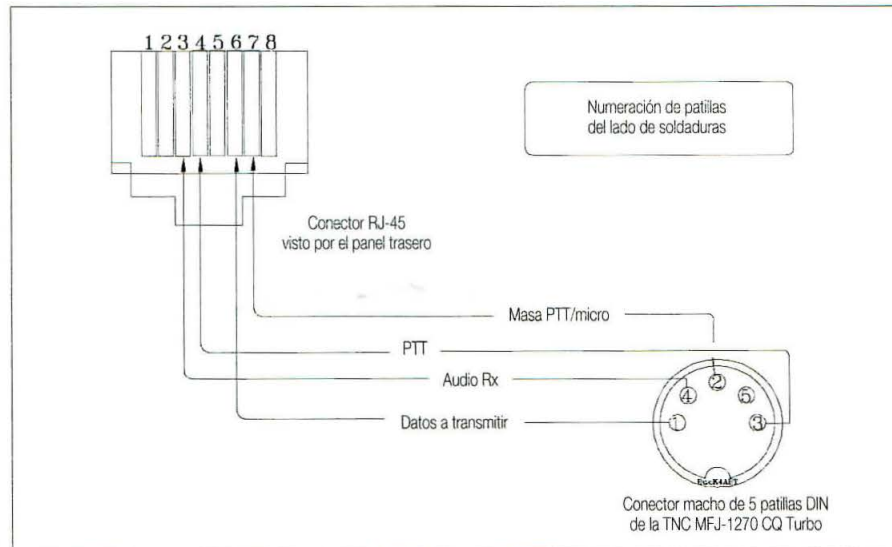 1 2 3 4 5 6 7 8
Numeración de patillas
del lado de soldaduras
Conector RJ-45
visto por el panel trasero
Masa PTT/micro
PTT
Audio Rx
Datos a transmitir
2
4
5
1
3
Conector macho de 5 patillas DIN
de la TNC MFJ-1270 CQ Turbo